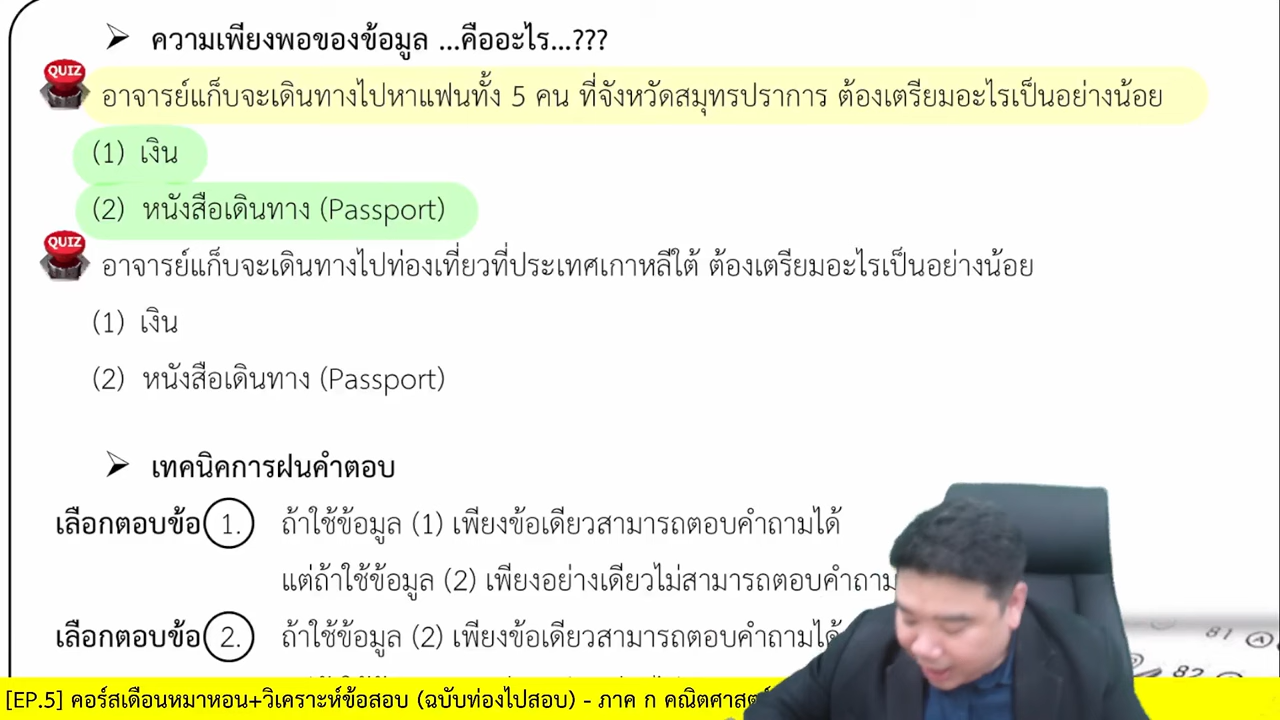 ➢ ความเพียงพอของข้อมูล ...คืออะไร...???
QUIZ
อาจารย์แก็บจะเดินทางไปหาแฟนทั้ง 5 คน ที่จังหวัดสมุทรปราการ ต้องเตรียมอะไรเป็นอย่างน้อย
(1) เงิน
(2) หนังสือเดินทาง (Passport)
QUIZ
อาจารย์แก็บจะเดินทางไปท่องเที่ยวที่ประเทศเกาหลีใต้ ต้องเตรียมอะไรเป็นอย่างน้อย
(1) เงิน
(2) หนังสือเดินทาง (Passport)
➢ เทคนิคการฝนคำตอบ
เลือกตอบข้อ 1. ถ้าใช้ข้อมูล (1) เพียงข้อเดียวสามารถตอบคำถามได้
แต่ถ้าใช้ข้อมูล (2) เพียงอย่างเดียวไม่สามารถตอบคำถาม
เลือกตอบข้อ 2. ถ้าใช้ข้อมูล (2) เพียงข้อเดียวสามารถตอบคำถามได้
81 A
82
[EP.5] คอร์สเดือนหมาหอน+วิเคราะห์ข้อสอบ (ฉบับท่องไปสอบ) - ภาค ก คณิตศาสตร์